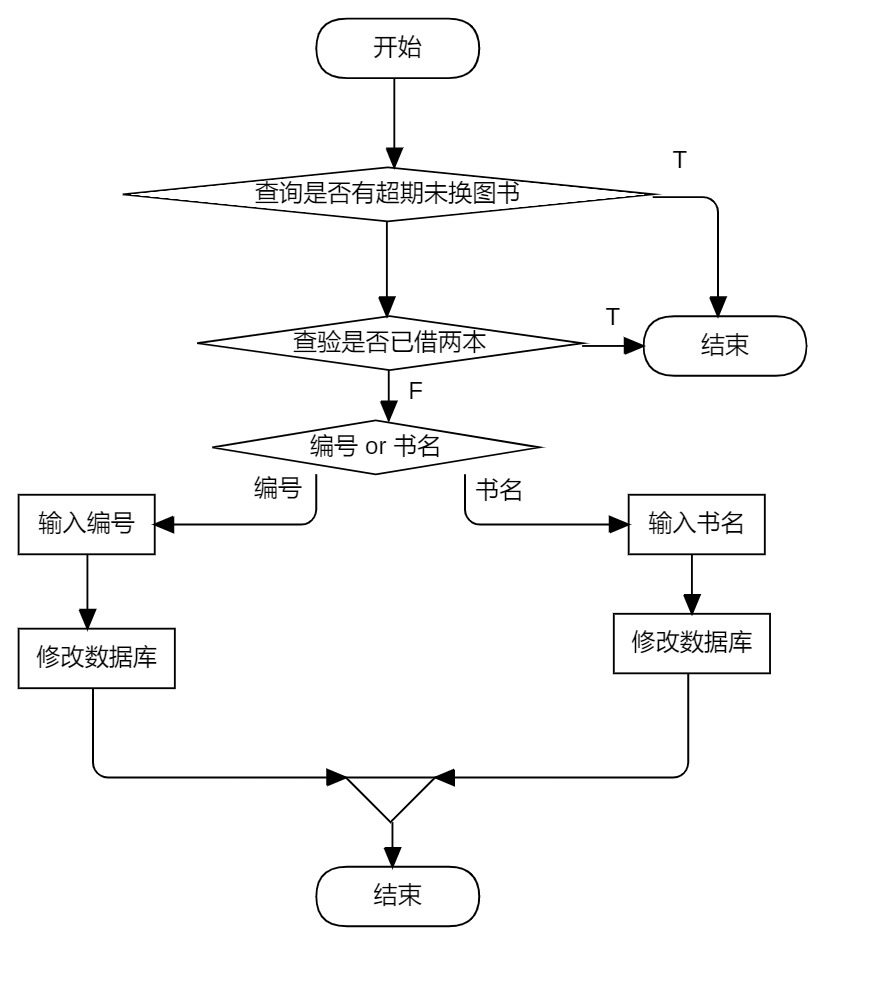 开始
T
查询是否有超期未换图书
T
查验是否已借两本
结束
F
编号 or 书名
编号
书名
输入编号
输入书名
修改数据库
修改数据库
结束